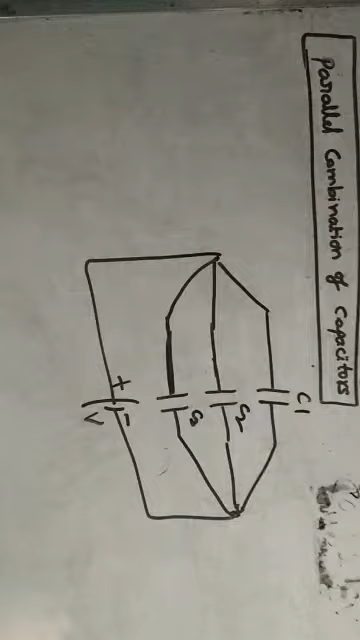 Parallel Combination of Capacitors
C1
C2
C3
+ -
V